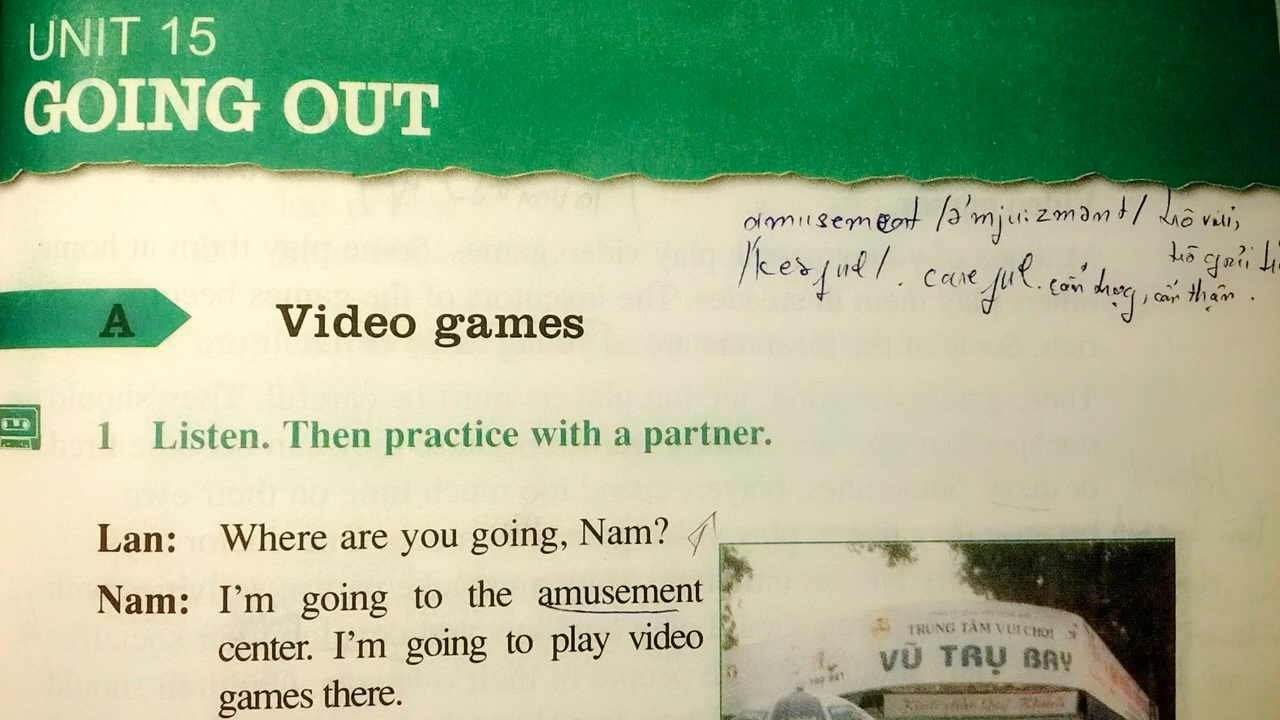 UNIT 15
GOING OUT
amusement /ə'mju:zmənt/ trò vui,
trò giải
/keəful/. careful. cẩn trọng, cẩn thận.
A Video games
1 Listen. Then practice with a partner.
Lan: Where are you going, Nam?
Nam: I'm going to the amusement
center. I'm going to play video
games there.
TRUNG TÂM VUI CHƠI
VŨ TRỤ BAY